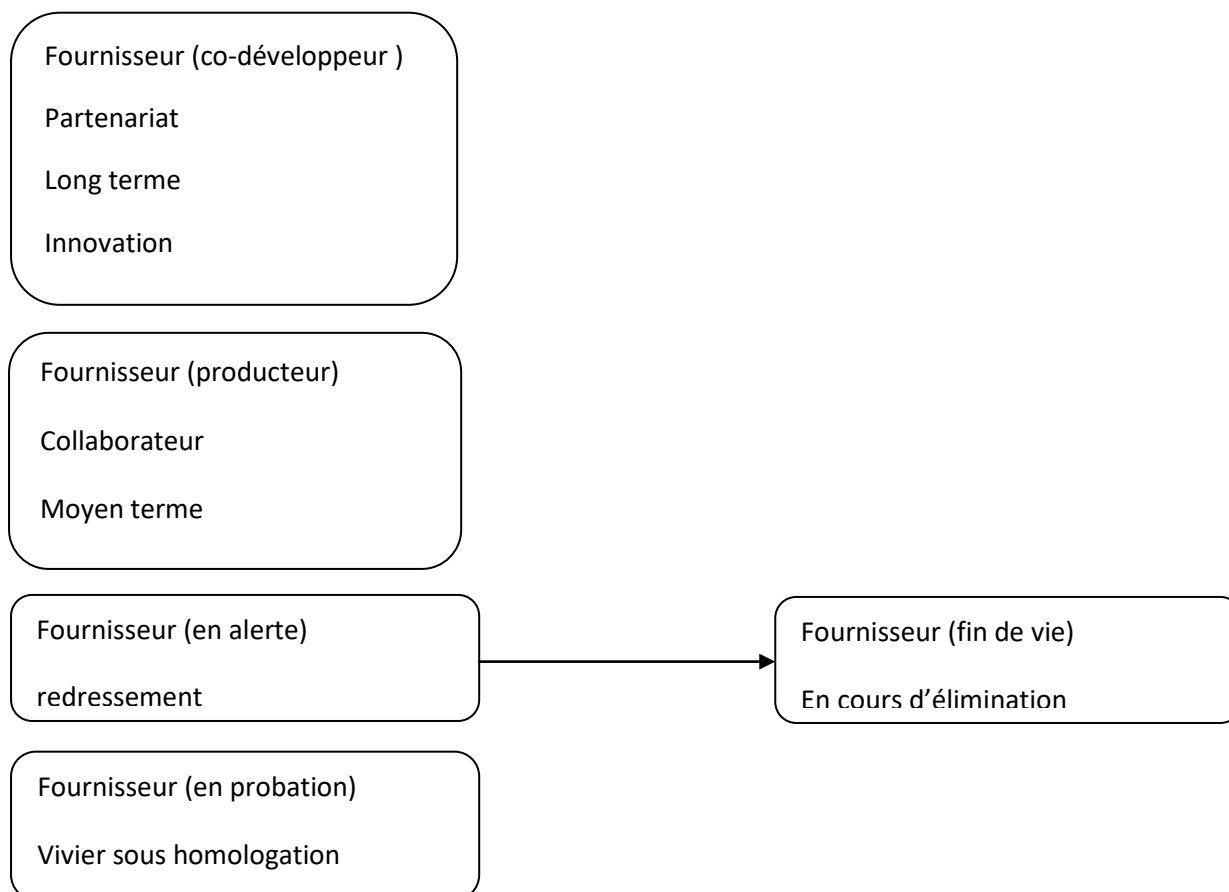 Fournisseur (co-développeur )
Partenariat
Long terme
Innovation
Fournisseur (producteur)
Collaborateur
Moyen terme
Fournisseur (en alerte)
redressement
Fournisseur (fin de vie)
En cours d’élimination
Fournisseur (en probation)
Vivier sous homologation